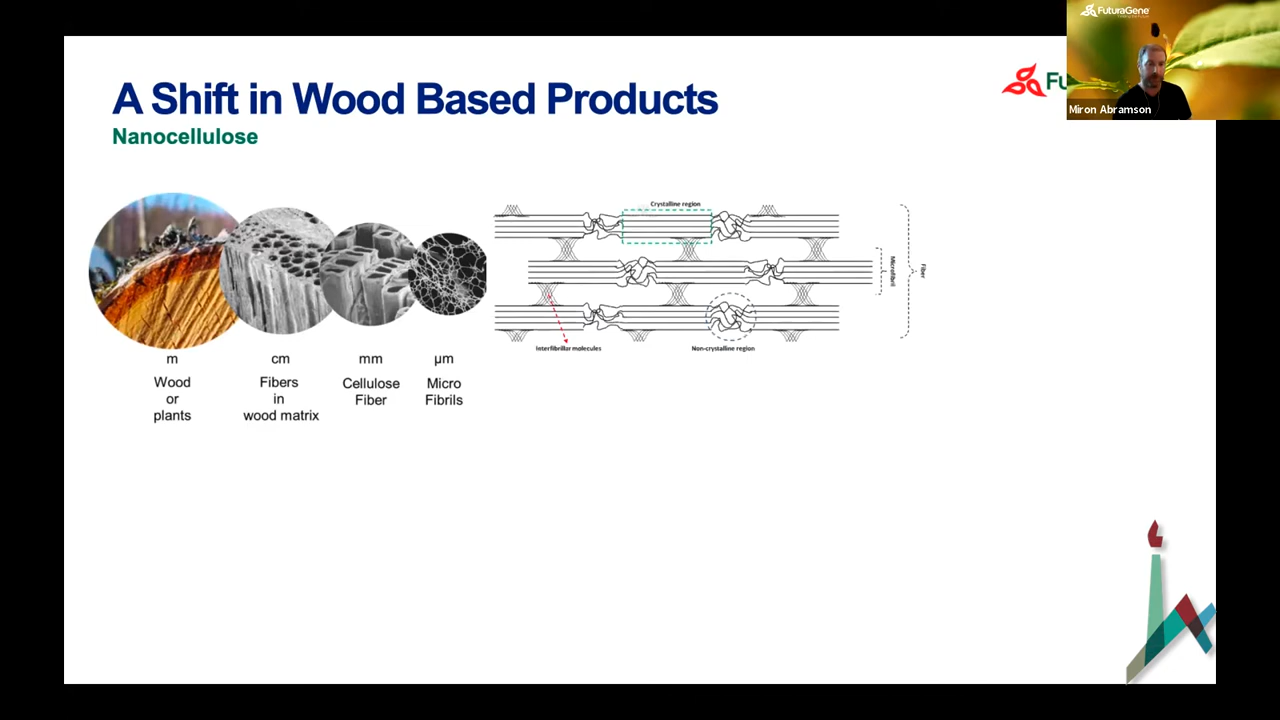 FuturaGene
A Shift in Wood Based Products
Fu
Miron Abramson
Nanocellulose
Crystalline region
Microfibril
Fiber
Interfibrillar molecules
Non-crystalline region
m
cm
mm
µm
Wood
or
plants
Fibers
in
wood matrix
Cellulose
Fiber
Micro
Fibrils